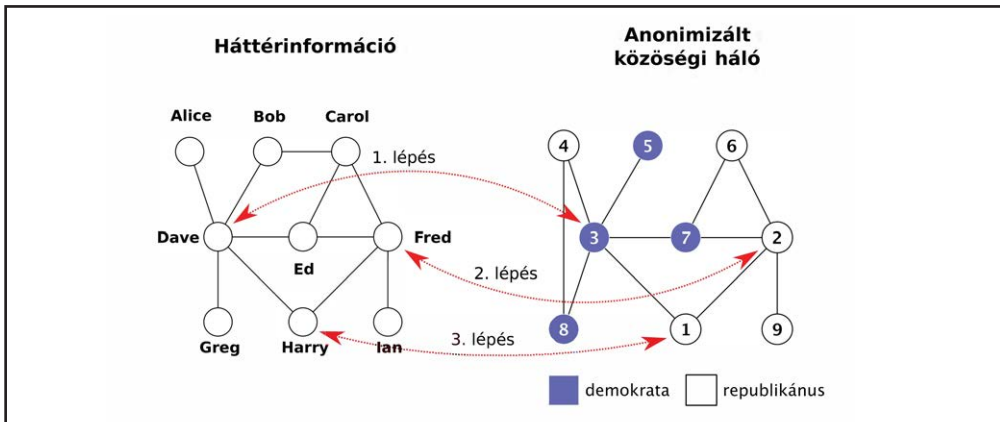 Háttérinformáció
Anonimizált
közöségi háló
Alice Bob Carol
4 5 6
1. lépés
Dave Ed Fred
3 7 2
2. lépés
Greg Harry Ian
8 1 9
3. lépés
demokrata republikánus